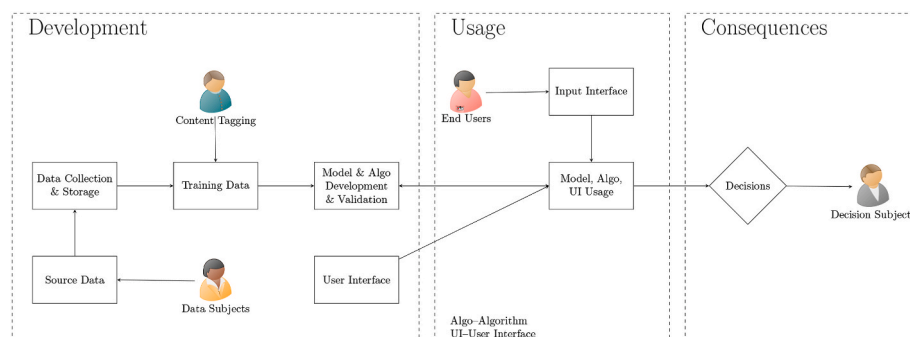 Development
Usage
Consequences
Content Tagging
End Users
Input Interface
Data Collection
& Storage
Training Data
Model & Algo
Development
& Validation
Model, Algo,
UI Usage
Decisions
Decision Subject
Source Data
Data Subjects
User Interface
Algo–Algorithm
UI–User Interface